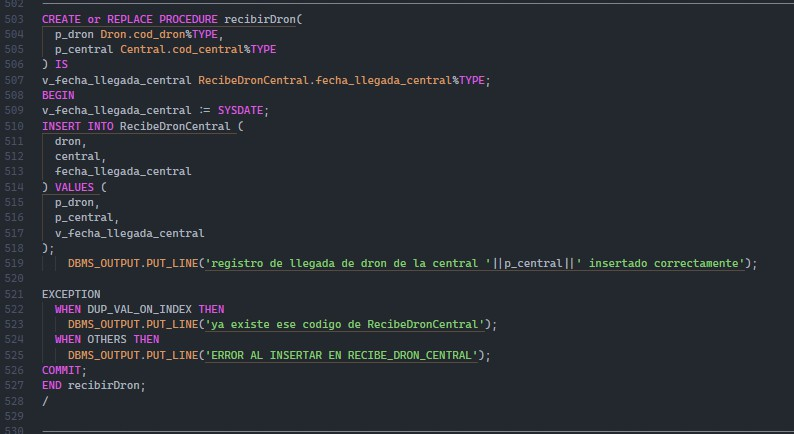 502
503 CREATE or REPLACE PROCEDURE recibirDron(
504 p_dron Dron.cod_dron%TYPE,
505 p_central Central.cod_central%TYPE
506 ) IS
507 v_fecha_llegada_central RecibeDronCentral.fecha_llegada_central%TYPE;
508 BEGIN
509 v_fecha_llegada_central := SYSDATE;
510 INSERT INTO RecibeDronCentral (
511 dron,
512 central,
513 fecha_llegada_central
514 ) VALUES (
515 p_dron,
516 p_central,
517 v_fecha_llegada_central
518 );
519 DBMS_OUTPUT.PUT_LINE('registro de llegada de dron de la central '||p_central||' insertado correctamente');
520
521 EXCEPTION
522 WHEN DUP_VAL_ON_INDEX THEN
523 DBMS_OUTPUT.PUT_LINE('ya existe ese codigo de RecibeDronCentral');
524 WHEN OTHERS THEN
525 DBMS_OUTPUT.PUT_LINE('ERROR AL INSERTAR EN RECIBE_DRON_CENTRAL');
526 COMMIT;
527 END recibirDron;
528 /
529
530